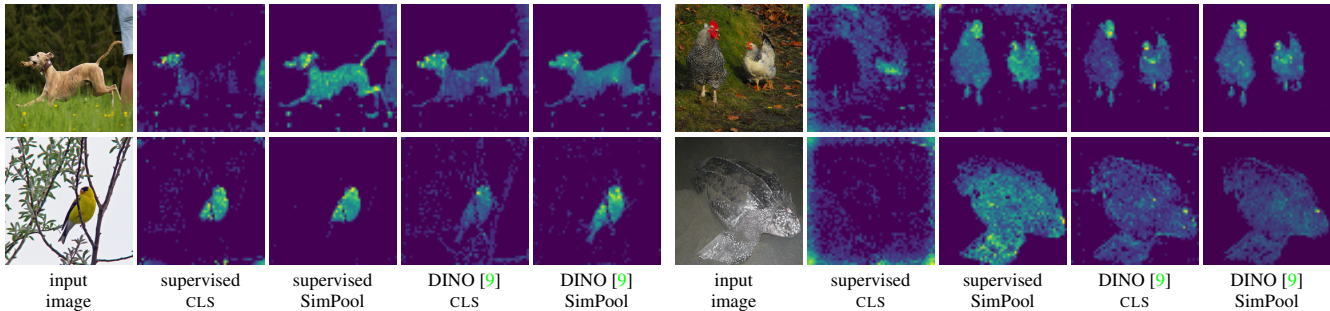 input image
supervised CLS
supervised SimPool
DINO [9] CLS
DINO [9] SimPool
input image
supervised CLS
supervised SimPool
DINO [9] CLS
DINO [9] SimPool